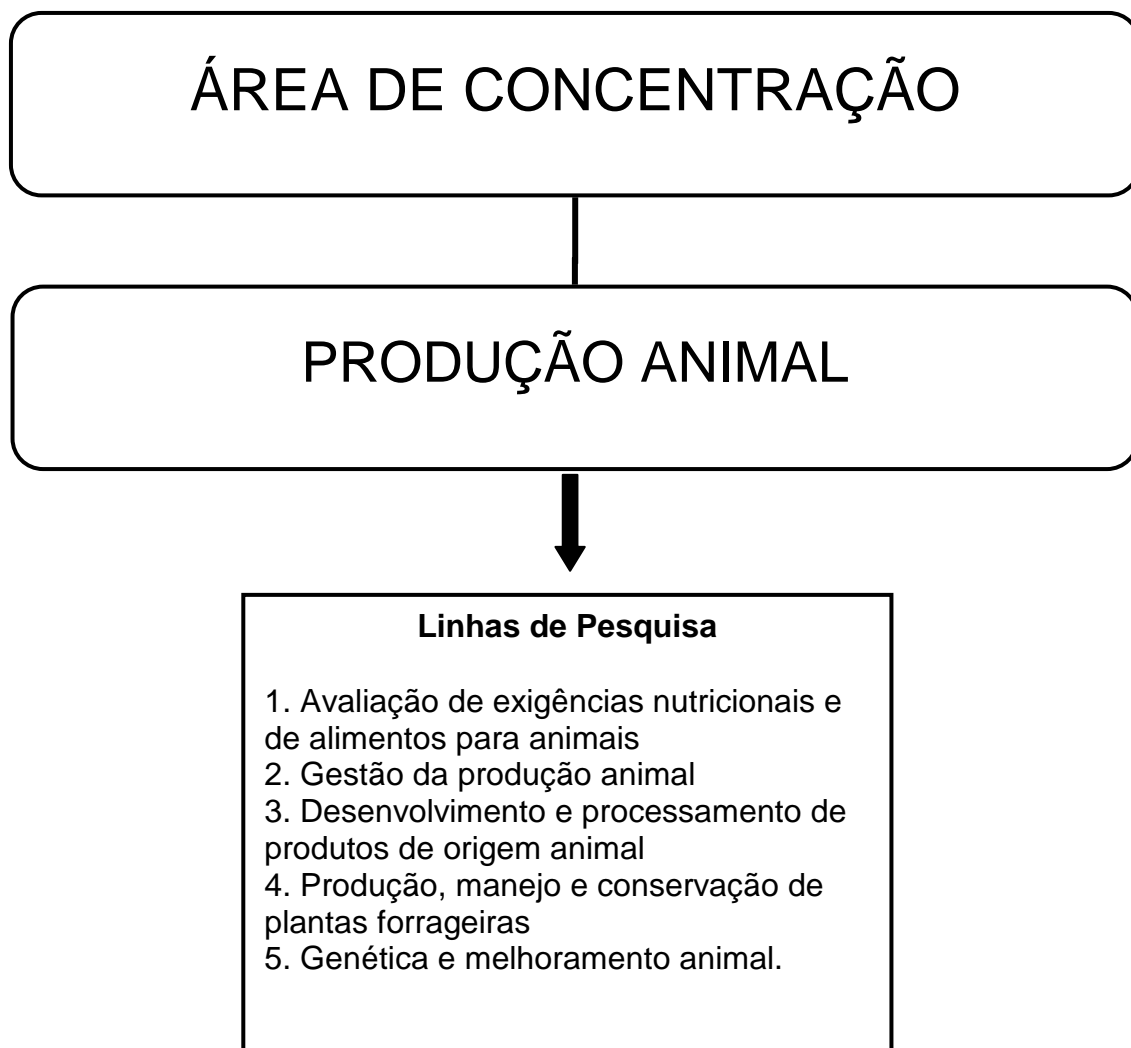 ÁREA DE CONCENTRAÇÃO
PRODUÇÃO ANIMAL
Linhas de Pesquisa
1. Avaliação de exigências nutricionais e
de alimentos para animais
2. Gestão da produção animal
3. Desenvolvimento e processamento de
produtos de origem animal
4. Produção, manejo e conservação de
plantas forrageiras
5. Genética e melhoramento animal.